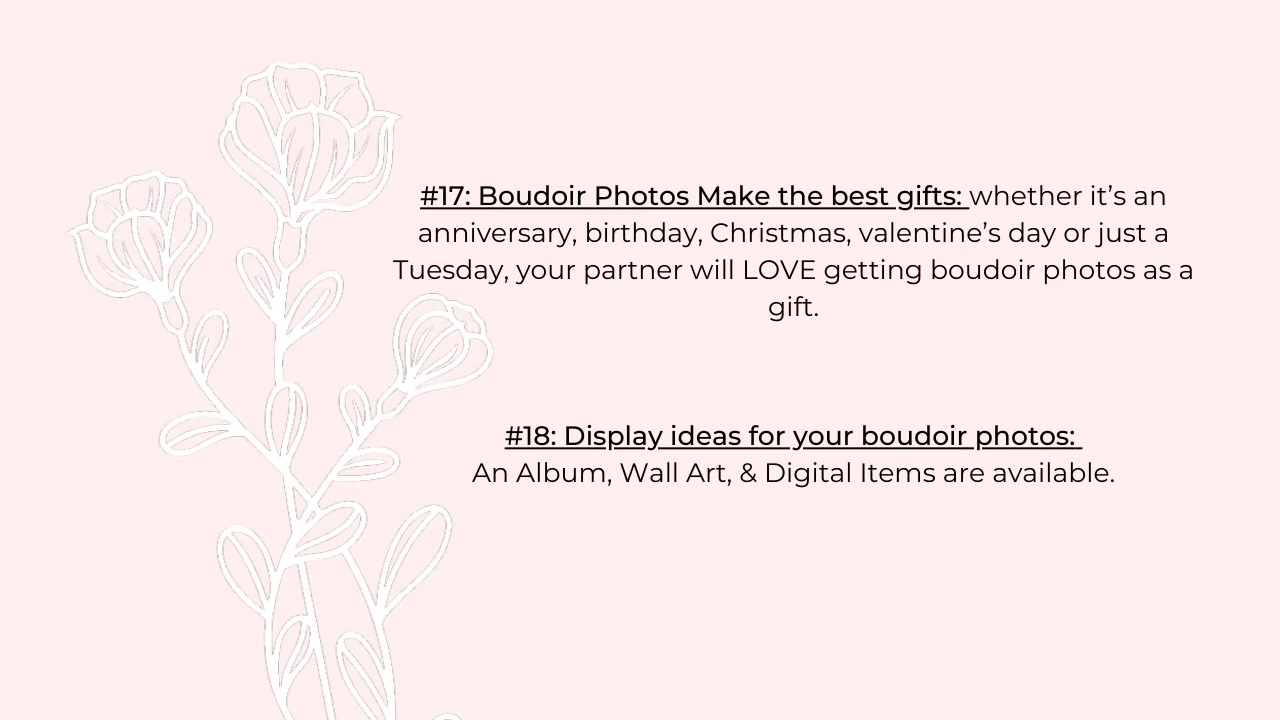 #17: Boudoir Photos Make the best gifts: whether it’s an
anniversary, birthday, Christmas, valentine’s day or just a
Tuesday, your partner will LOVE getting boudoir photos as a
gift.
#18: Display ideas for your boudoir photos:
An Album, Wall Art, & Digital Items are available.